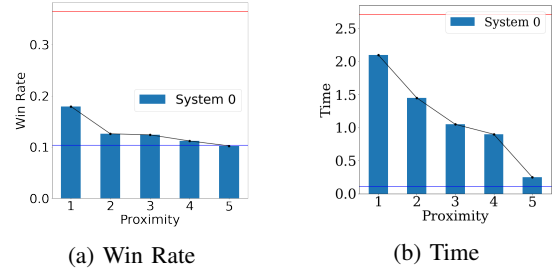 0.3
0.2
0.1
0.0
Win Rate
System 0
1 2 3 4 5
Proximity
(a) Win Rate
2.5
2.0
1.5
1.0
0.5
0.0
Time
System 0
1 2 3 4 5
Proximity
(b) Time